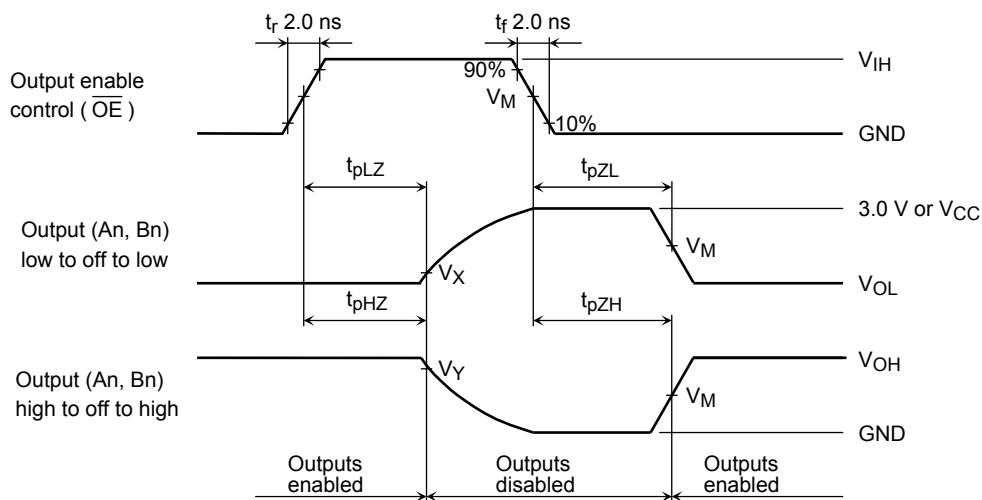 tr 2.0 ns
tf 2.0 ns
Output enable
control ( OE )
90%
VM
10%
VIH
GND
tpLZ
tpZL
Output (An, Bn)
low to off to low
VX
3.0 V or VCC
VM
VOL
tpHZ
tpZH
Output (An, Bn)
high to off to high
VY
VOH
VM
GND
Outputs
enabled
Outputs
disabled
Outputs
enabled